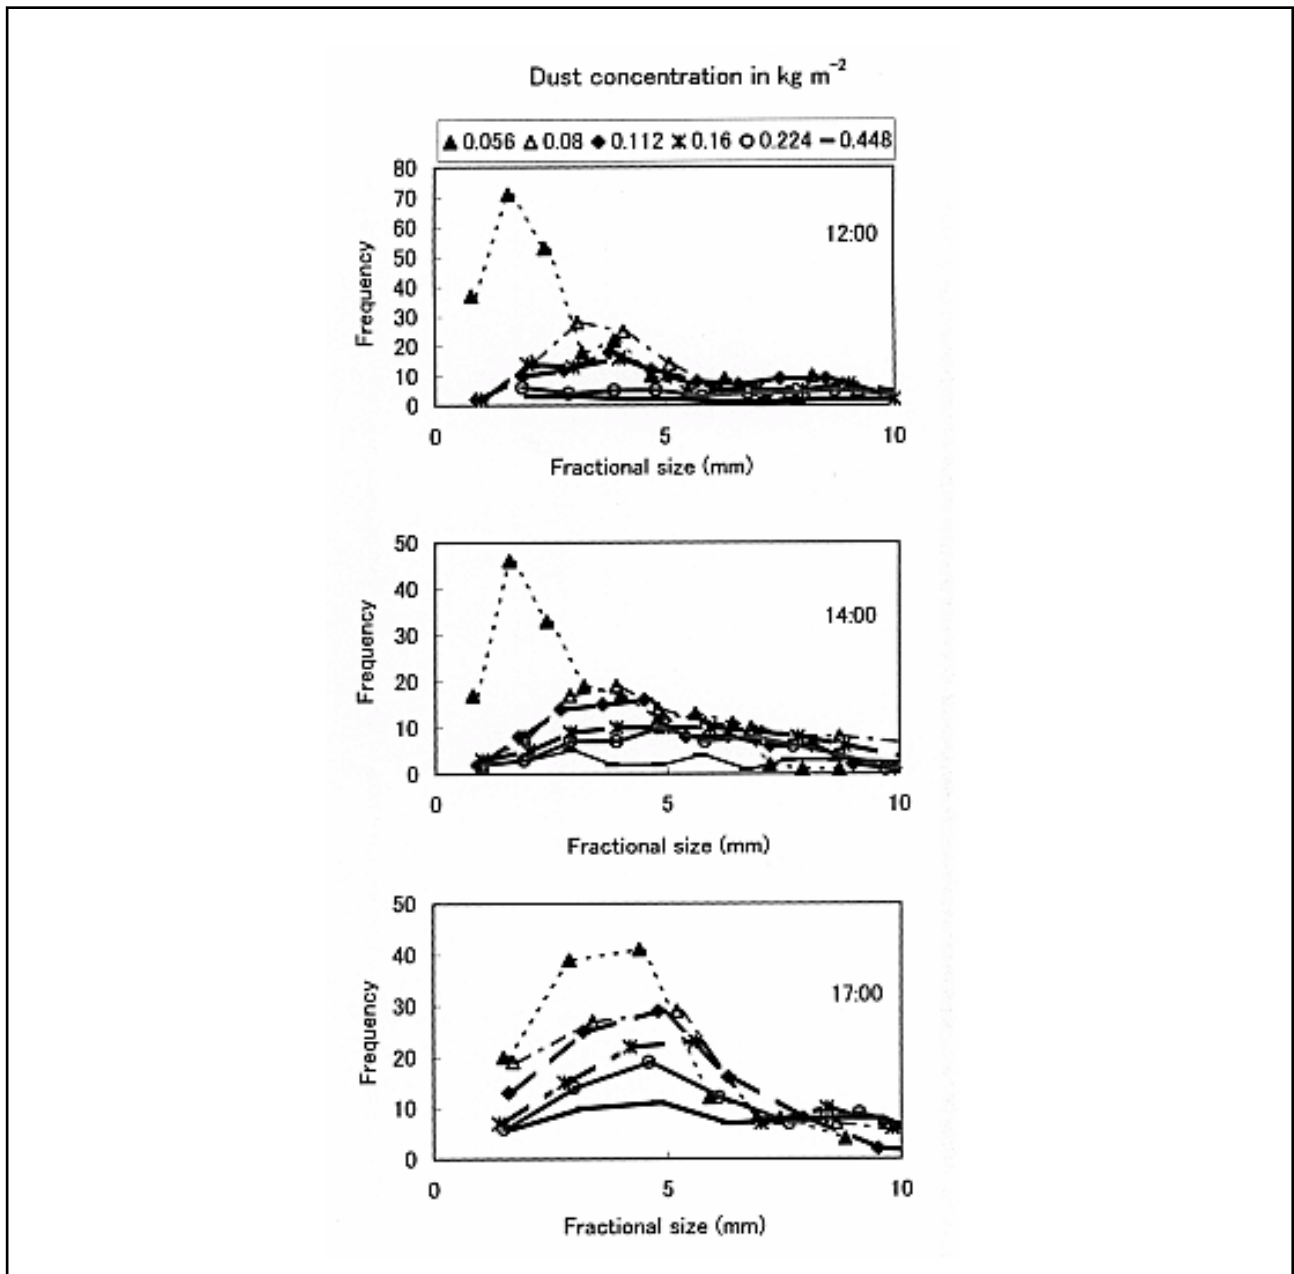 Dust concentration in kg m⁻²
▲ 0.056 △ 0.08 ◆ 0.112 ж 0.16 O 0.224 – 0.448
80
70
60
50
40
30
20
10
0
Frequency
12:00
0 5 10
Fractional size (mm)
50
40
30
20
10
0
Frequency
14:00
0 5 10
Fractional size (mm)
50
40
30
20
10
0
Frequency
17:00
0 5 10
Fractional size (mm)